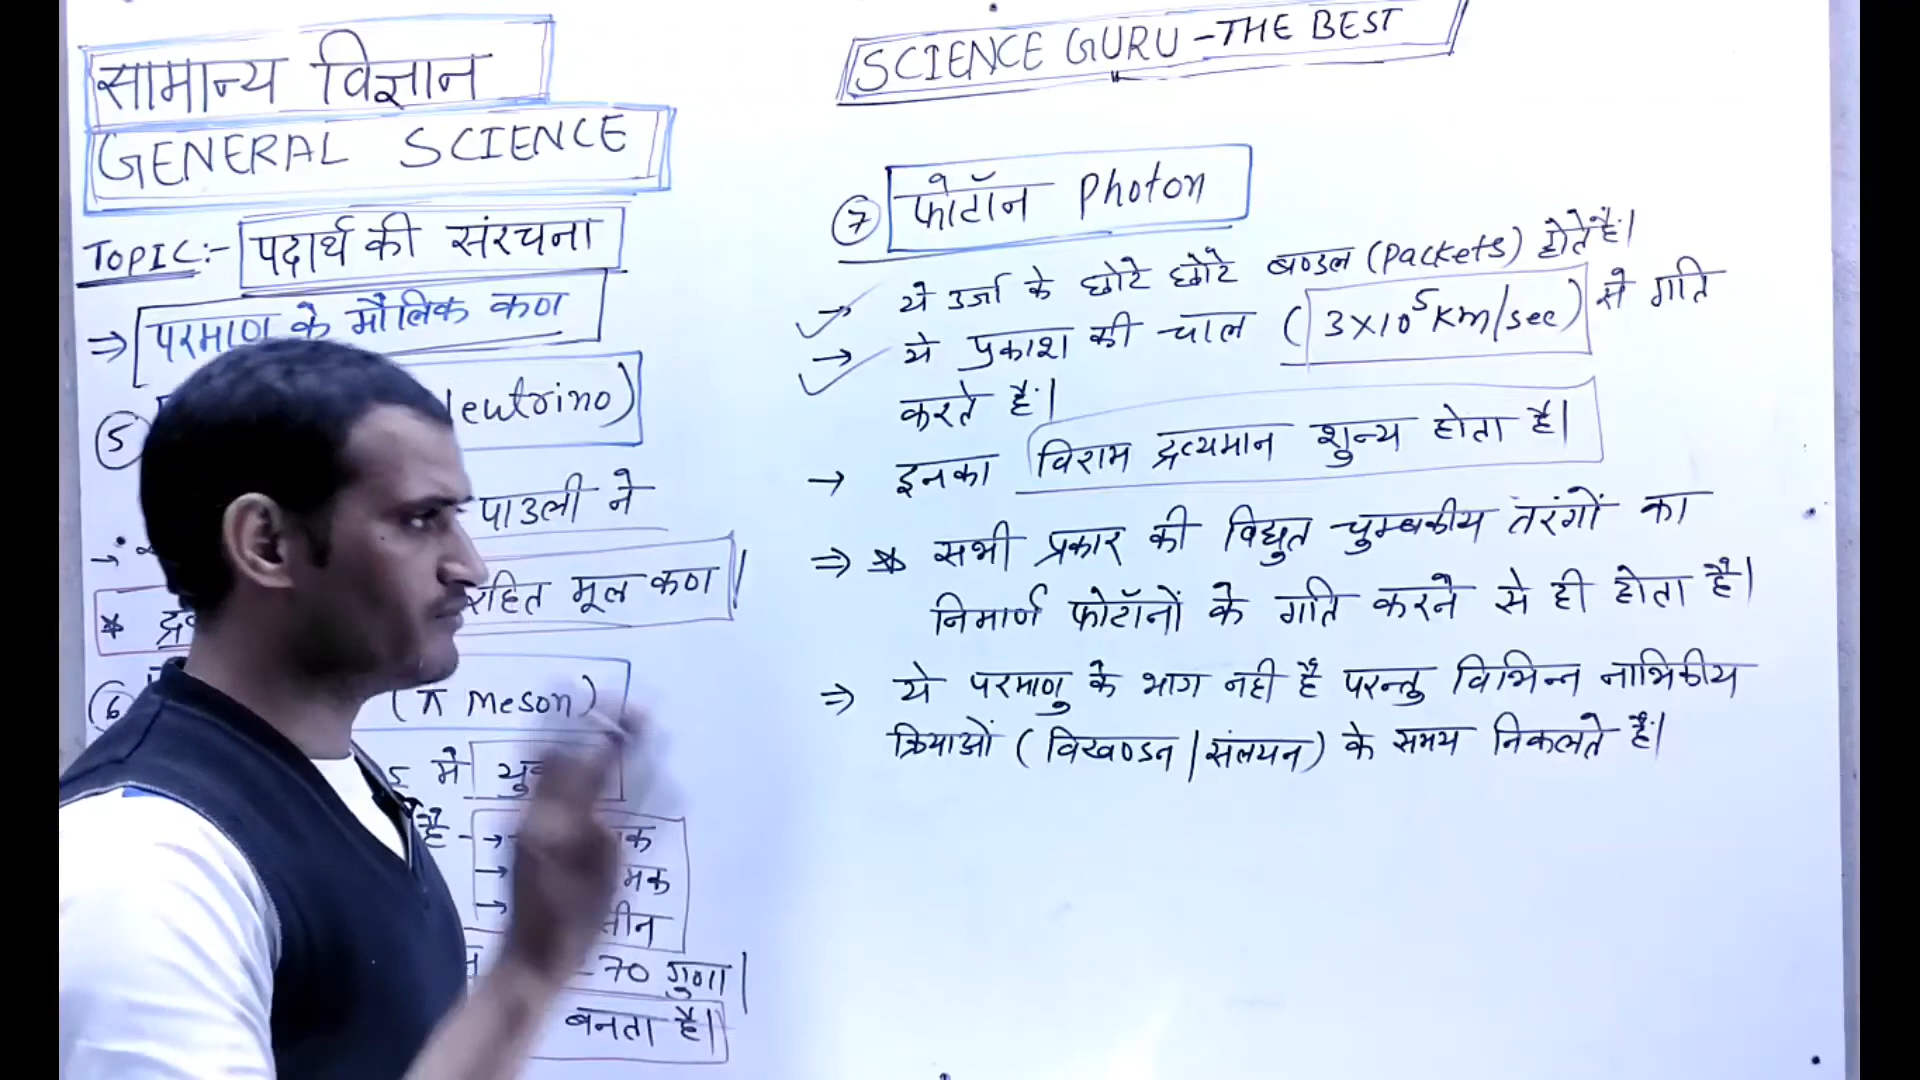 सामान्य विज्ञान
GENERAL SCIENCE
TOPIC:- पदार्थ की संरचना
⇒ परमाणु के मौलिक कण
5
eutrino)
पाउली ने
रहित मूल कण
6 (π Meson)
में
है -
70 गुणा
बनता है।
SCIENCE GURU - THE BEST
7 फोटॉन Photon
→ ये उर्जा के छोटे छोटे बण्डल (Packets) होते हैं।
→ ये प्रकाश की चाल (3×10⁵ Km/sec) से गति
करते हैं।
→ इनका विराम द्रव्यमान शुन्य होता है।
⇒ * सभी प्रकार की विद्युत चुम्बकीय तरंगों का
निमार्ण फोटॉनों के गति करने से ही होता है।
⇒ ये परमाणु के भाग नही है परन्तु विभिन्न नाभिकीय
क्रियाओं (विखण्डन | संलयन) के समय निकलते हैं।